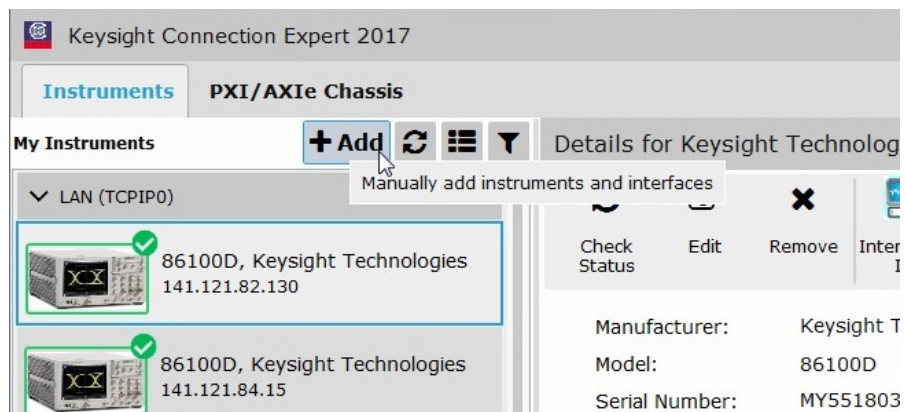 Keysight Connection Expert 2017
Instruments PXI/AXIe Chassis
My Instruments
+ Add
Manually add instruments and interfaces
LAN (TCPIP0)
86100D, Keysight Technologies
141.121.82.130
86100D, Keysight Technologies
141.121.84.15
Details for Keysight Technolog
Check
Status
Edit
Remove
Manufacturer: Keysight T
Model: 86100D
Serial Number: MY551803